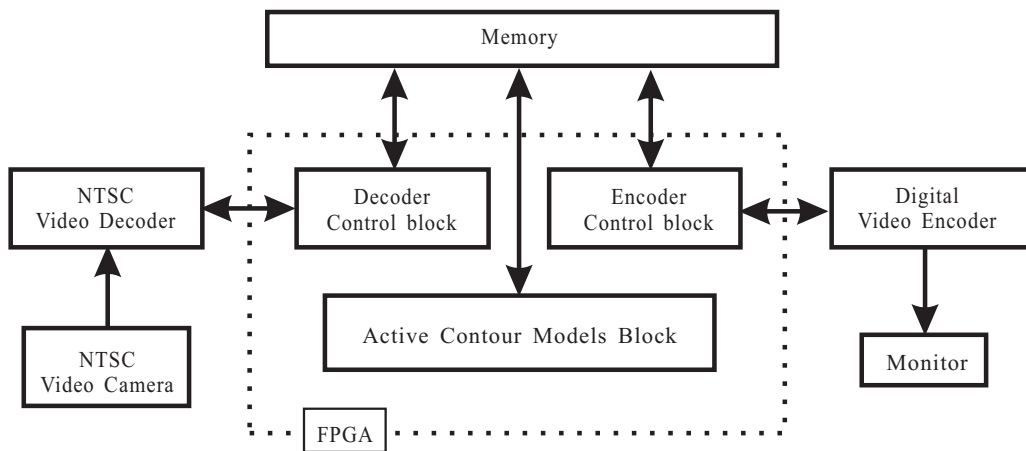 Memory
NTSC
Video Decoder
Decoder
Control block
Encoder
Control block
Digital
Video Encoder
Active Contour Models Block
NTSC
Video Camera
Monitor
FPGA